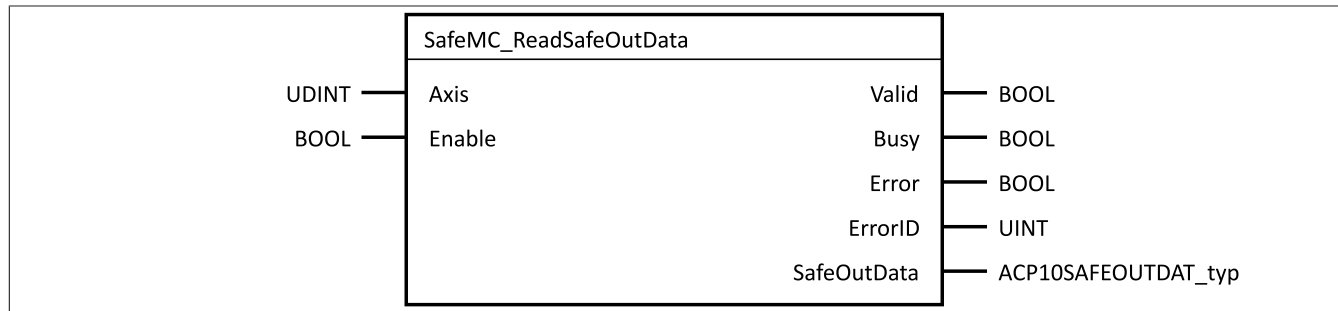 SafeMC_ReadSafeOutData
UDINT Axis Valid BOOL
BOOL Enable Busy BOOL
Error BOOL
ErrorID UINT
SafeOutData ACP10SAFEOUTDAT_typ